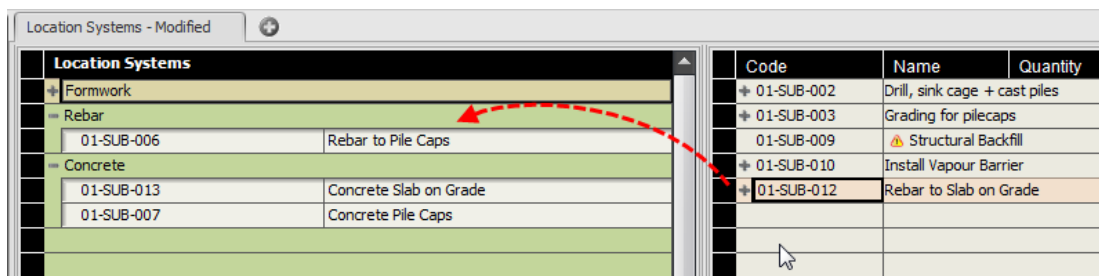 Location Systems - Modified
Location Systems
Formwork
Rebar
01-SUB-006 Rebar to Pile Caps
Concrete
01-SUB-013 Concrete Slab on Grade
01-SUB-007 Concrete Pile Caps
Code Name Quantity
01-SUB-002 Drill, sink cage + cast piles
01-SUB-003 Grading for pilecaps
01-SUB-009 Structural Backfill
01-SUB-010 Install Vapour Barrier
01-SUB-012 Rebar to Slab on Grade